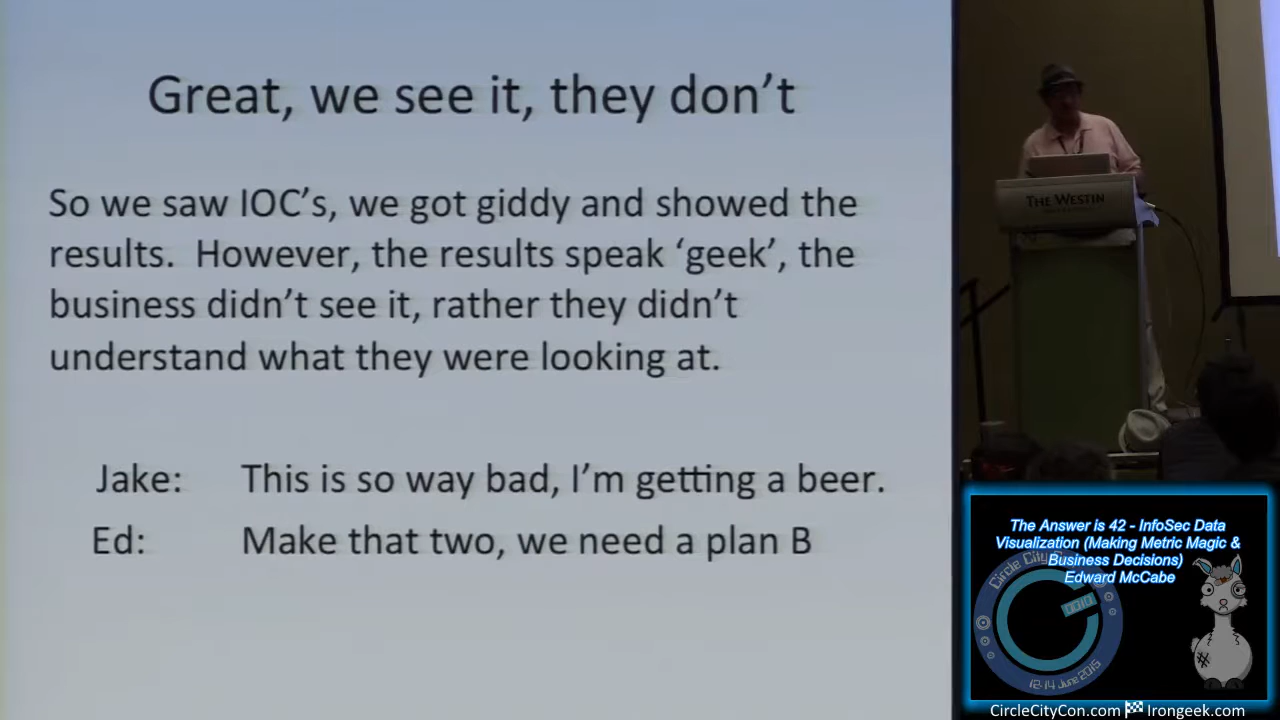 Great, we see it, they don't
So we saw IOC's, we got giddy and showed the
results. However, the results speak 'geek', the
business didn't see it, rather they didn't
understand what they were looking at.
Jake: This is so way bad, I'm getting a beer.
Ed: Make that two, we need a plan B
THE WESTIN
The Answer is 42 - InfoSec Data
Visualization (Making Metric Magic &
Business Decisions)
Edward McCabe
Circle City
12-14 June 2015
CircleCityCon.com Irongeek.com